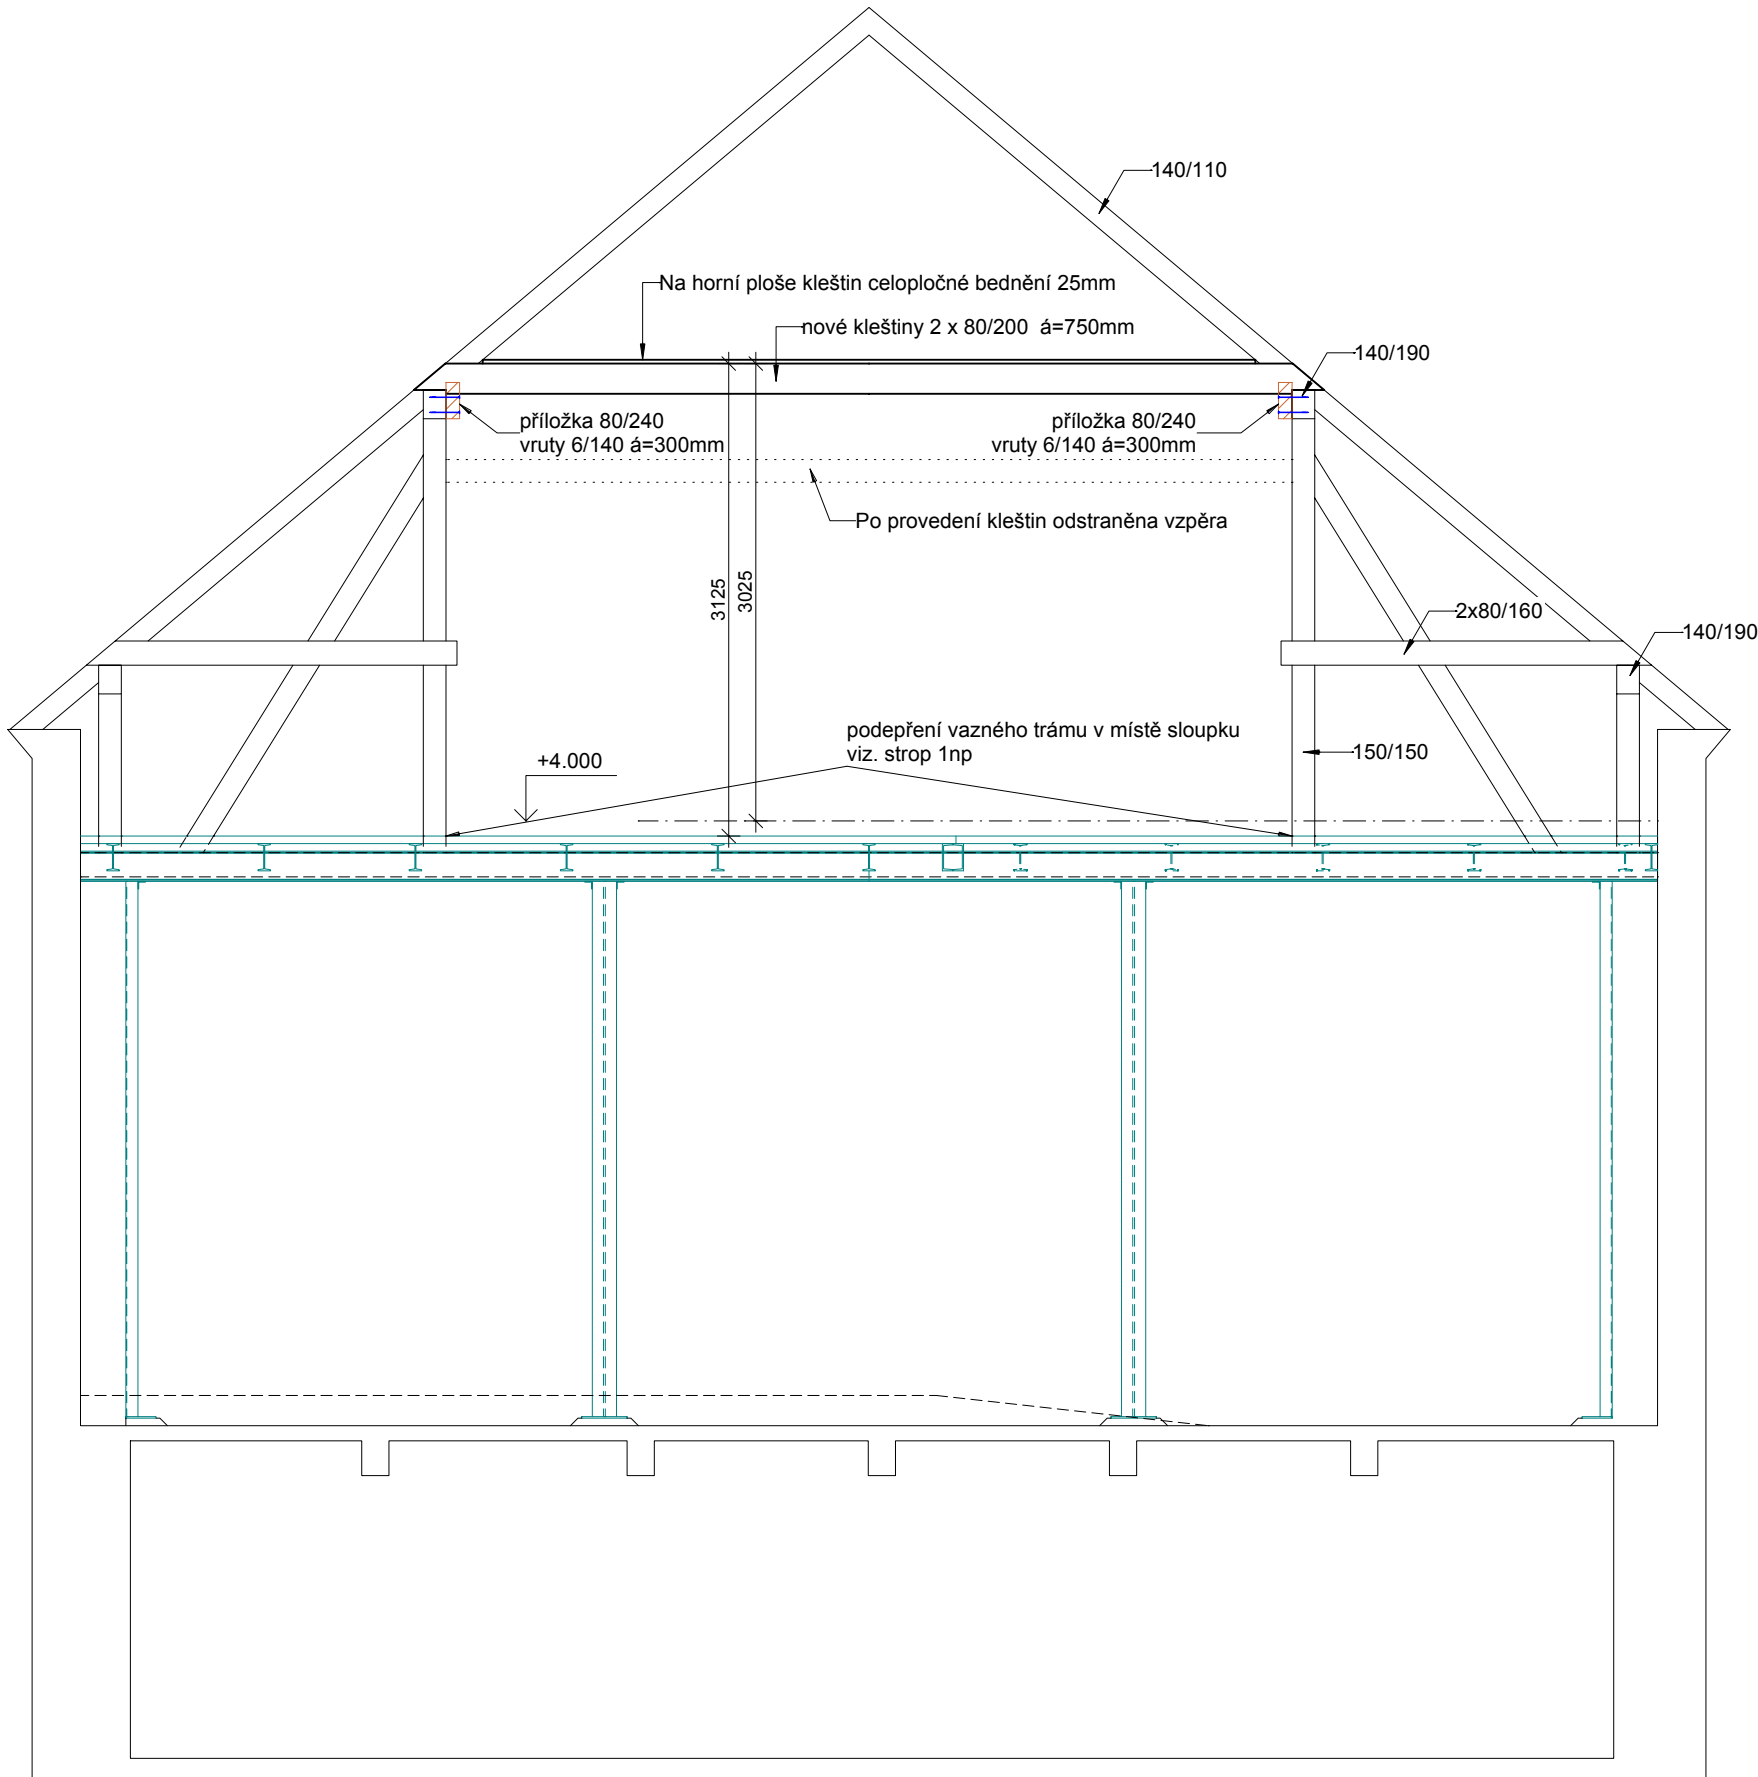 140/110
Na horní ploše kleštin celopločné bednění 25mm
nové kleštiny 2 x 80/200 á=750mm
140/190
příložka 80/240
vruty 6/140 á=300mm
příložka 80/240
vruty 6/140 á=300mm
Po provedení kleštin odstraněna vzpěra
3125
3025
2x80/160
140/190
podepření vazného trámu v místě sloupku
viz. strop 1np
+4.000
150/150